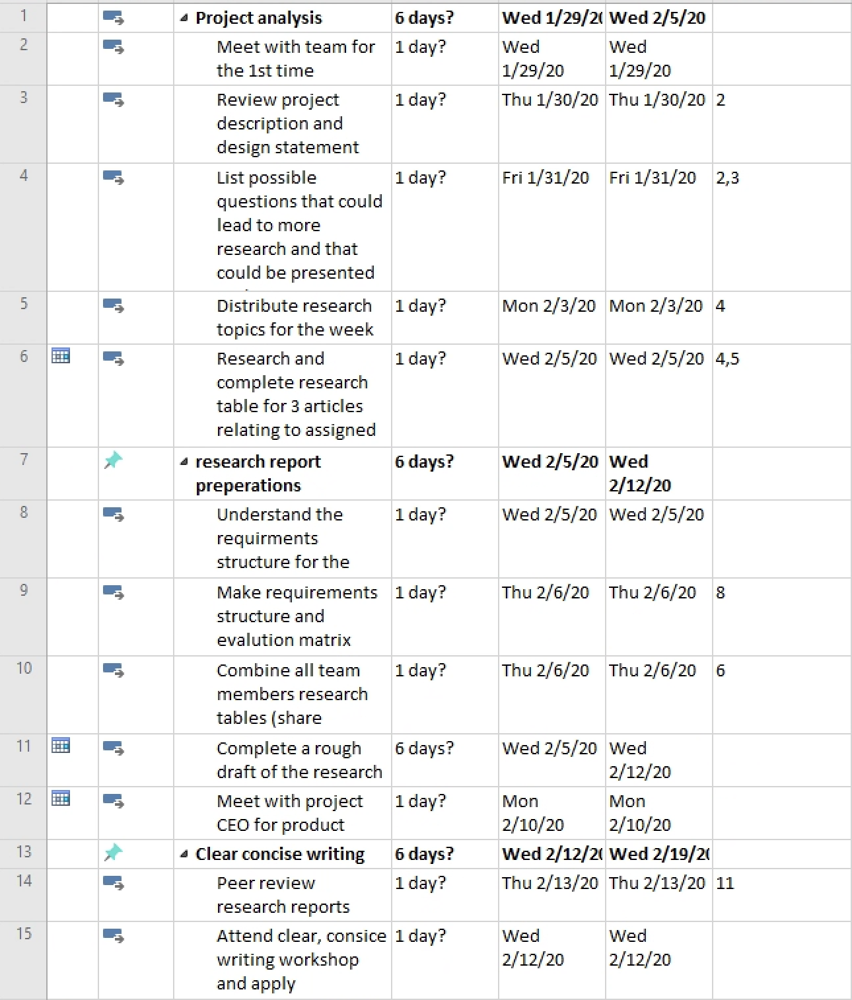 1 Project analysis 6 days? Wed 1/29/20 Wed 2/5/20
2 Meet with team for 1 day? Wed Wed
the 1st time 1/29/20 1/29/20
3 Review project 1 day? Thu 1/30/20 Thu 1/30/20 2
description and
design statement
4 List possible 1 day? Fri 1/31/20 Fri 1/31/20 2,3
questions that could
lead to more
research and that
could be presented
5 Distribute research 1 day? Mon 2/3/20 Mon 2/3/20 4
topics for the week
6 Research and 1 day? Wed 2/5/20 Wed 2/5/20 4,5
complete research
table for 3 articles
relating to assigned
7 research report 6 days? Wed 2/5/20 Wed
preperations 2/12/20
8 Understand the 1 day? Wed 2/5/20 Wed 2/5/20
requirments
structure for the
9 Make requirements 1 day? Thu 2/6/20 Thu 2/6/20 8
structure and
evalution matrix
10 Combine all team 1 day? Thu 2/6/20 Thu 2/6/20 6
members research
tables (share
11 Complete a rough 6 days? Wed 2/5/20 Wed
draft of the research 2/12/20
12 Meet with project 1 day? Mon Mon
CEO for product 2/10/20 2/10/20
13 Clear concise writing 6 days? Wed 2/12/20 Wed 2/19/20
14 Peer review 1 day? Thu 2/13/20 Thu 2/13/20 11
research reports
15 Attend clear, consice 1 day? Wed Wed
writing workshop 2/12/20 2/12/20
and apply